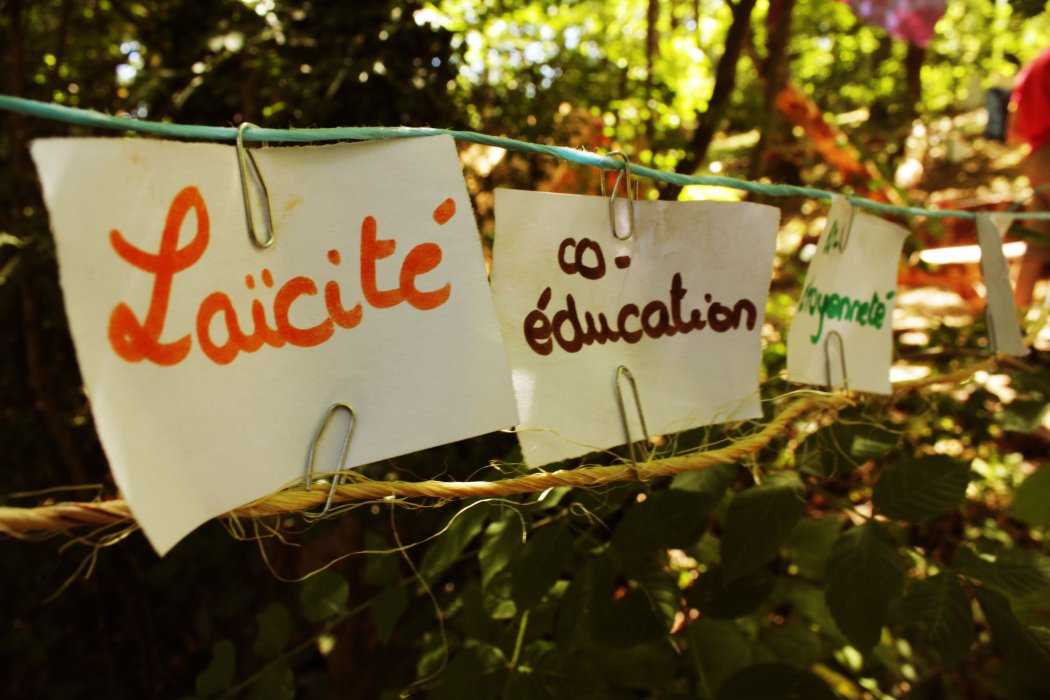 Laïcité
co-
éducation